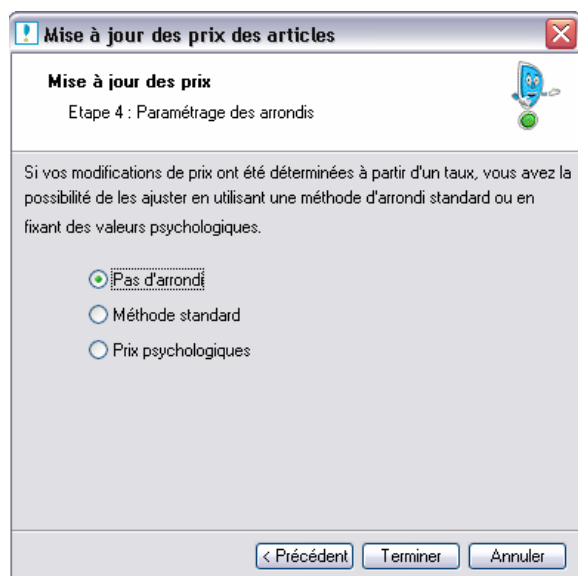 Mise à jour des prix des articles
Mise à jour des prix
Etape 4 : Paramétrage des arrondis
Si vos modifications de prix ont été déterminées à partir d'un taux, vous avez la
possibilité de les ajuster en utilisant une méthode d'arrondi standard ou en
fixant des valeurs psychologiques.
Pas d'arrondi
Méthode standard
Prix psychologiques
< Précédent Terminer Annuler